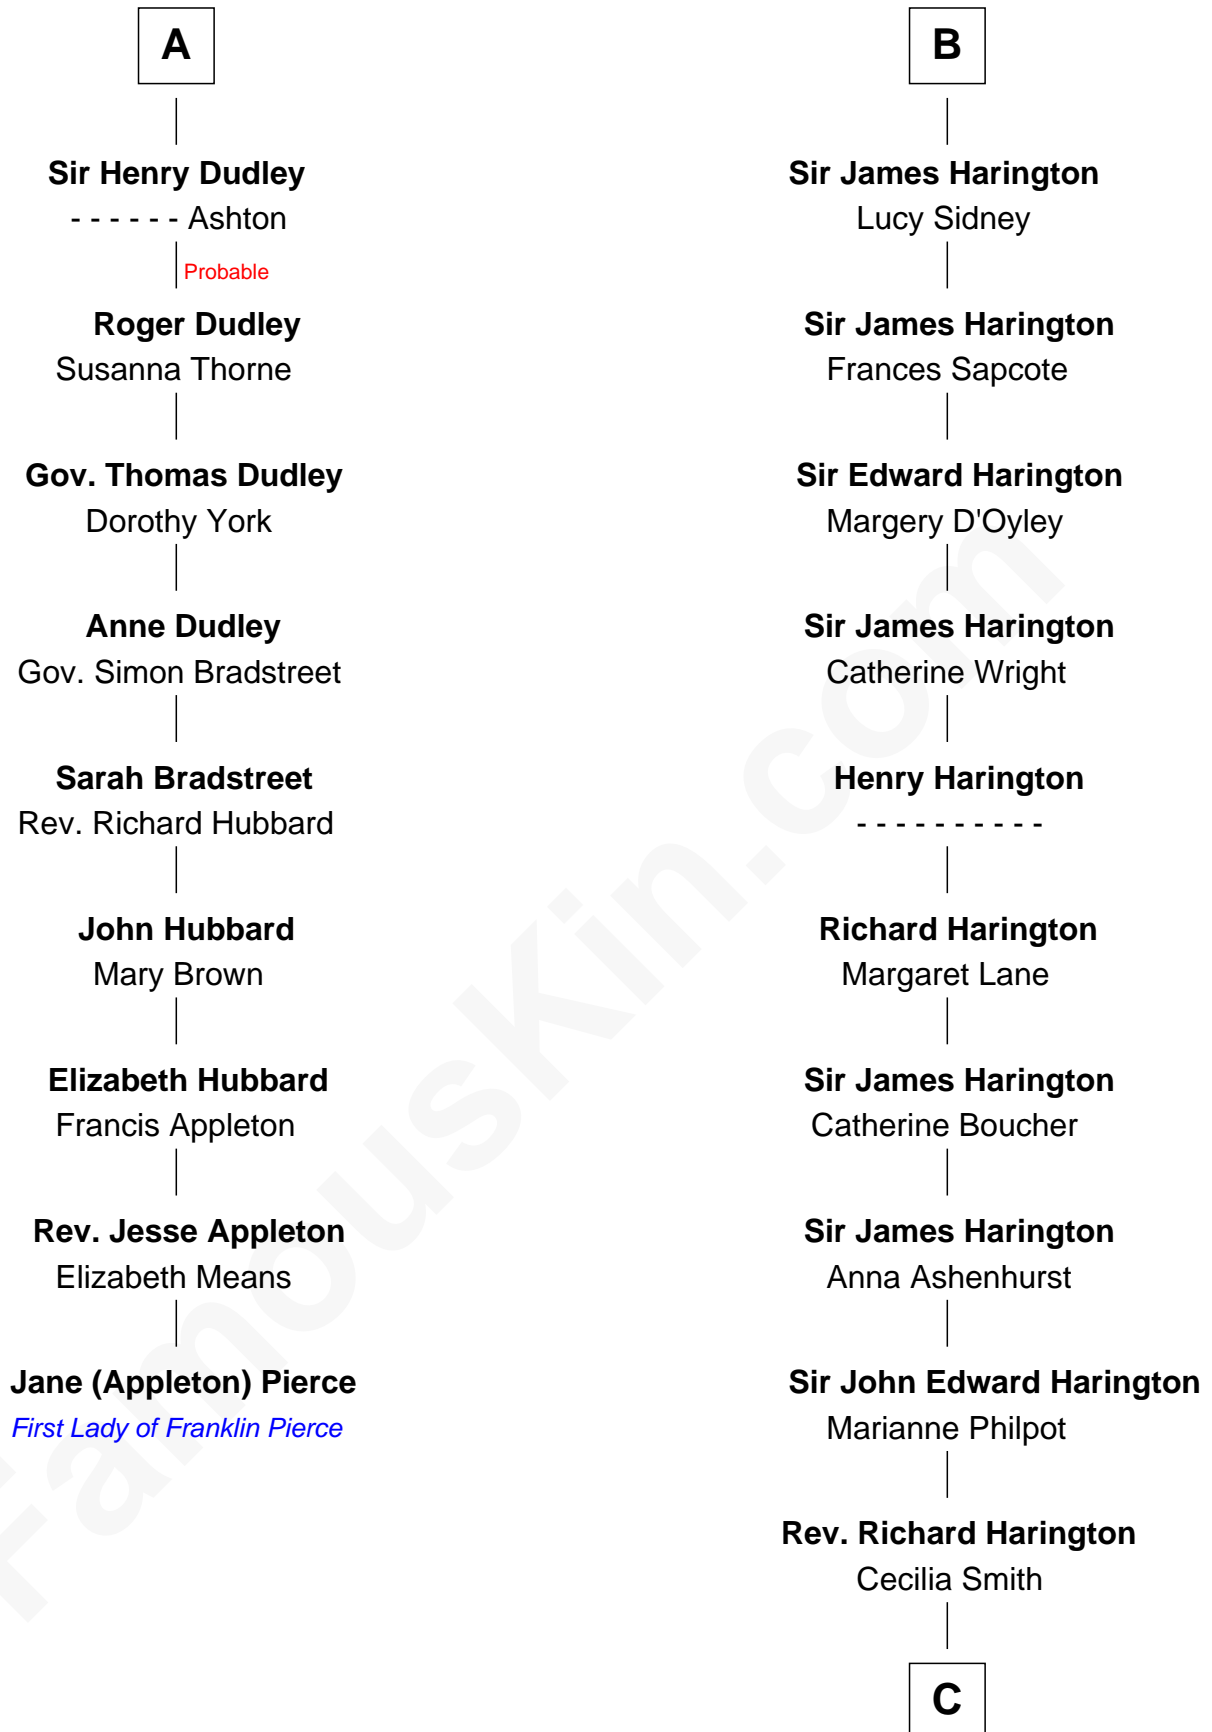 A
Sir Henry Dudley
- - - - - - Ashton
Probable
Roger Dudley
Susanna Thorne
Gov. Thomas Dudley
Dorothy York
Anne Dudley
Gov. Simon Bradstreet
Sarah Bradstreet
Rev. Richard Hubbard
John Hubbard
Mary Brown
Elizabeth Hubbard
Francis Appleton
Rev. Jesse Appleton
Elizabeth Means
Jane (Appleton) Pierce
First Lady of Franklin Pierce
B
Sir James Harington
Lucy Sidney
Sir James Harington
Frances Sapcote
Sir Edward Harington
Margery D'Oyley
Sir James Harington
Catherine Wright
Henry Harington
- - - - - - - - - -
Richard Harington
Margaret Lane
Sir James Harington
Catherine Boucher
Sir James Harington
Anna Ashenhurst
Sir John Edward Harington
Marianne Philpot
Rev. Richard Harington
Cecilia Smith
C
FamousKin.com